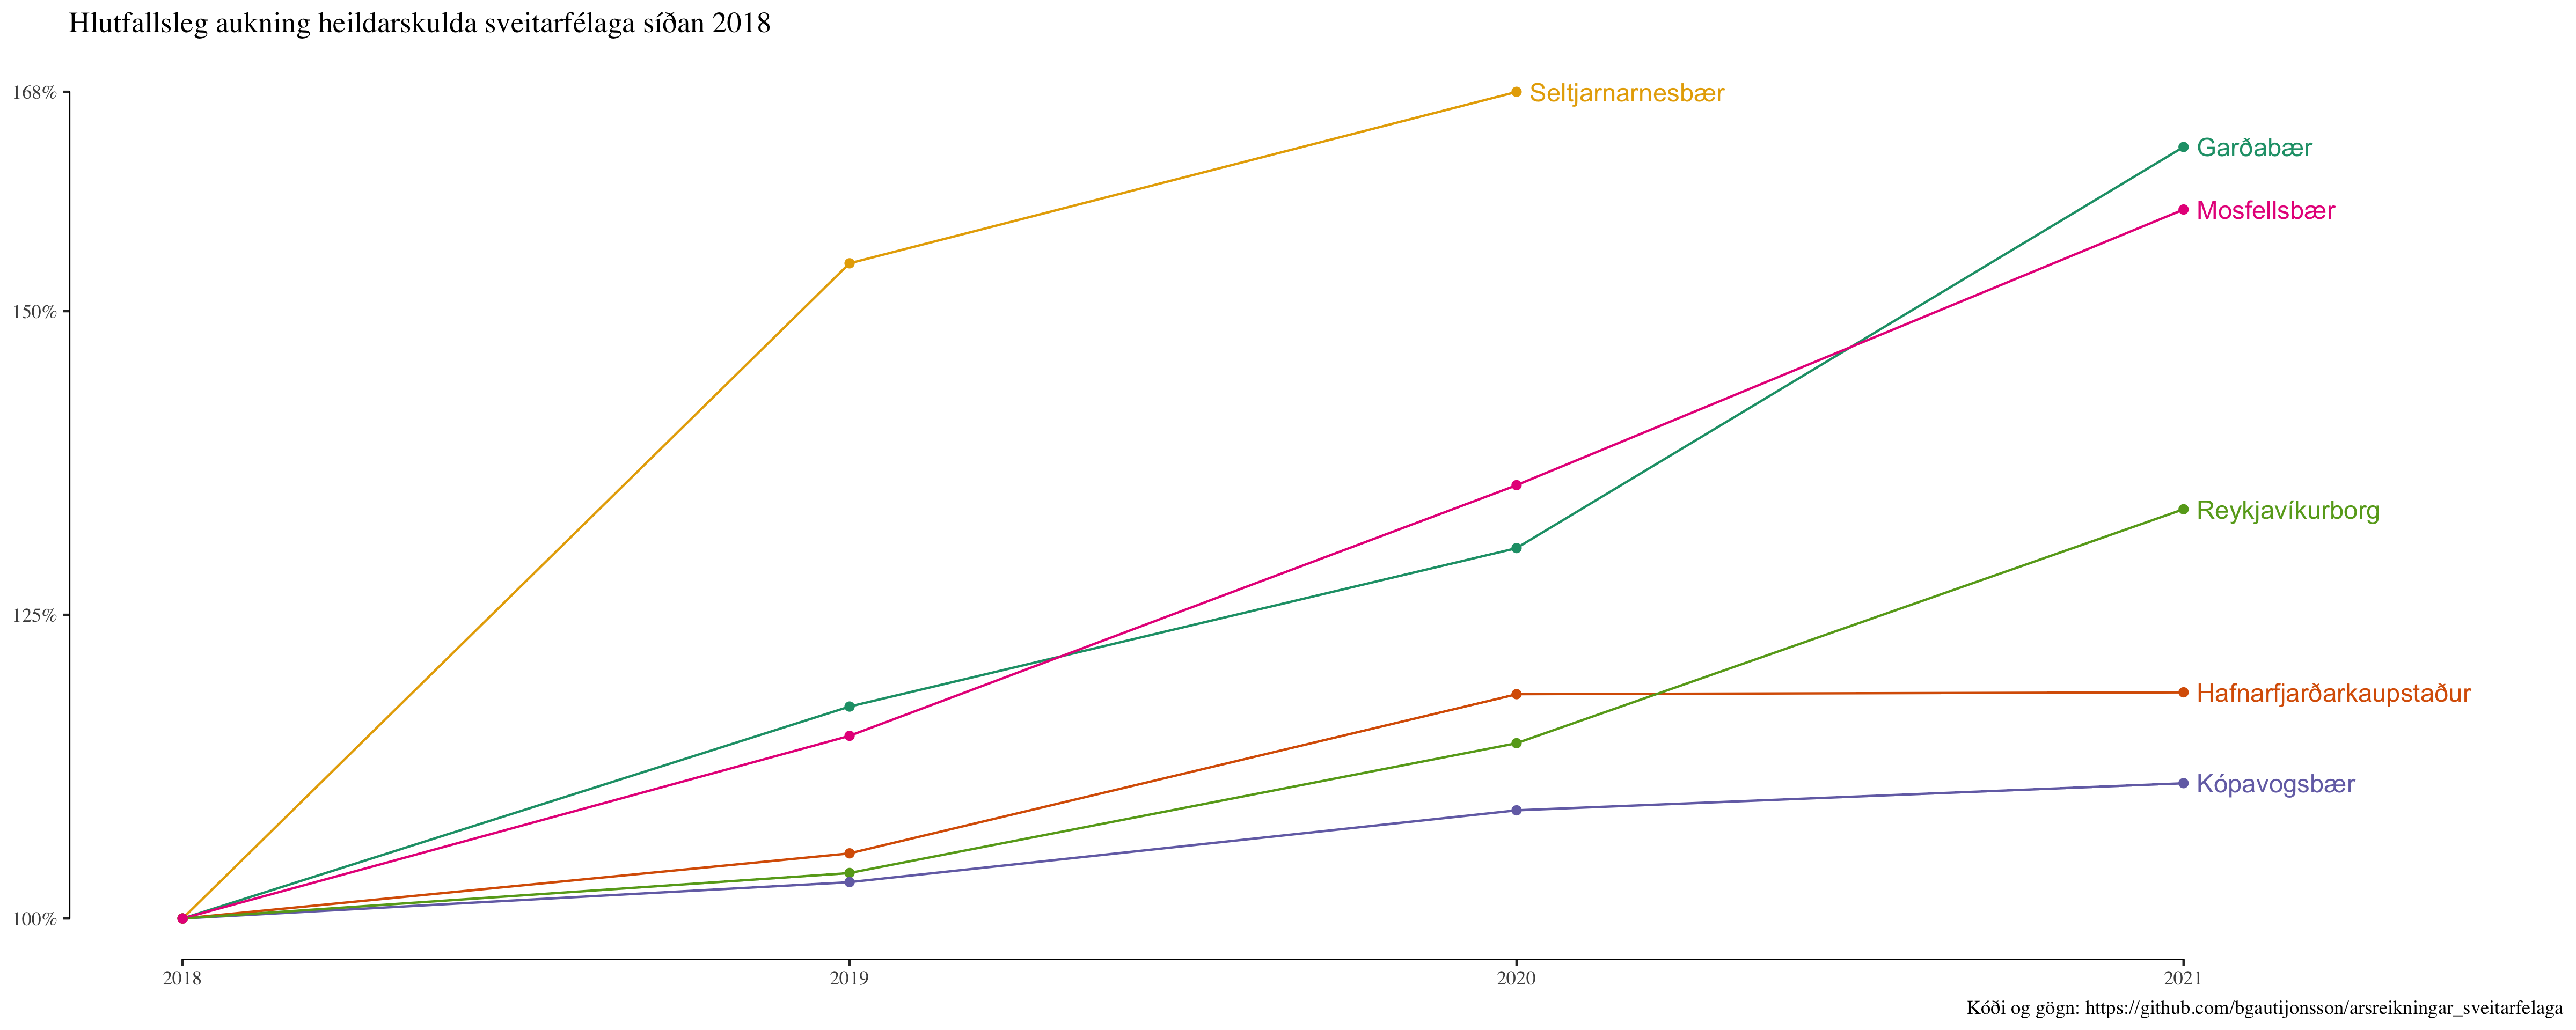 Hlutfallsleg aukning heildarskulda sveitarfélaga síðan 2018
168%
150%
125%
100%
Seltjarnarnesbær
Garðabær
Mosfellsbær
Reykjavíkurborg
Hafnarfjarðarkaupstaður
Kópavogsbær
2018 2019 2020 2021
Kóði og gögn: https://github.com/bgautijonsson/arsreikningar_sveitarfelaga